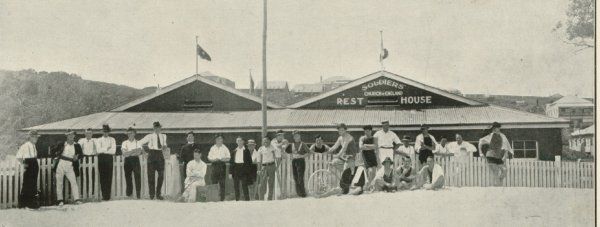 SOLDIERS
CHURCH OF ENGLAND
REST HOUSE